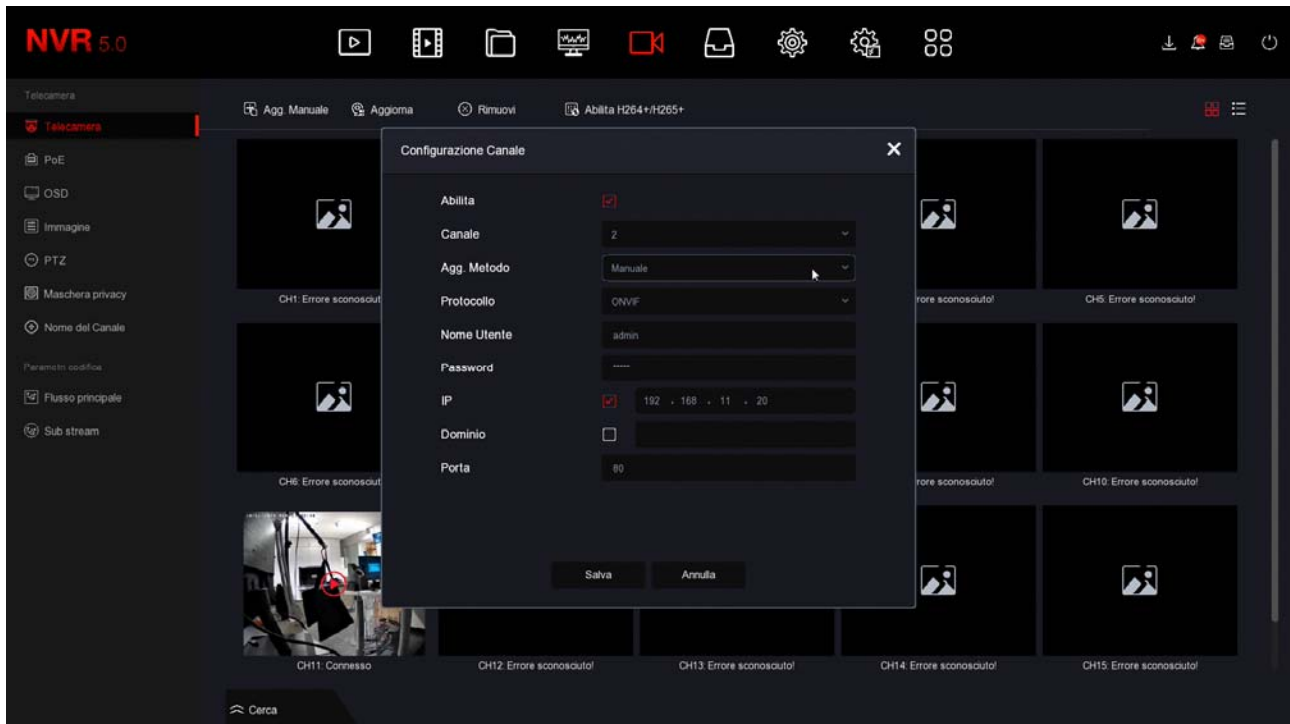 NVR 5.0
Telecamera
Telecamera
PoE
OSD
Immagine
PTZ
Maschera privacy
Nome del Canale
Parametri codifica
Flusso principale
Sub stream
Agg. Manuale Aggiorna Rimuovi Abilita H264+/H265+
Configurazione Canale
Abilita
Canale 2
Agg. Metodo Manuale
Protocollo ONVIF
Nome Utente admin
Password -----
IP 192 . 168 . 11 . 20
Dominio
Porta 80
Salva Annulla
CH1: Errore sconosciut
rore sconosciuto!
CH5: Errore sconosciuto!
CH6: Errore sconosciut
rore sconosciuto!
CH10: Errore sconosciuto!
CH11: Connesso
CH12: Errore sconosciuto!
CH13: Errore sconosciuto!
CH14: Errore sconosciuto!
CH15: Errore sconosciuto!
Cerca